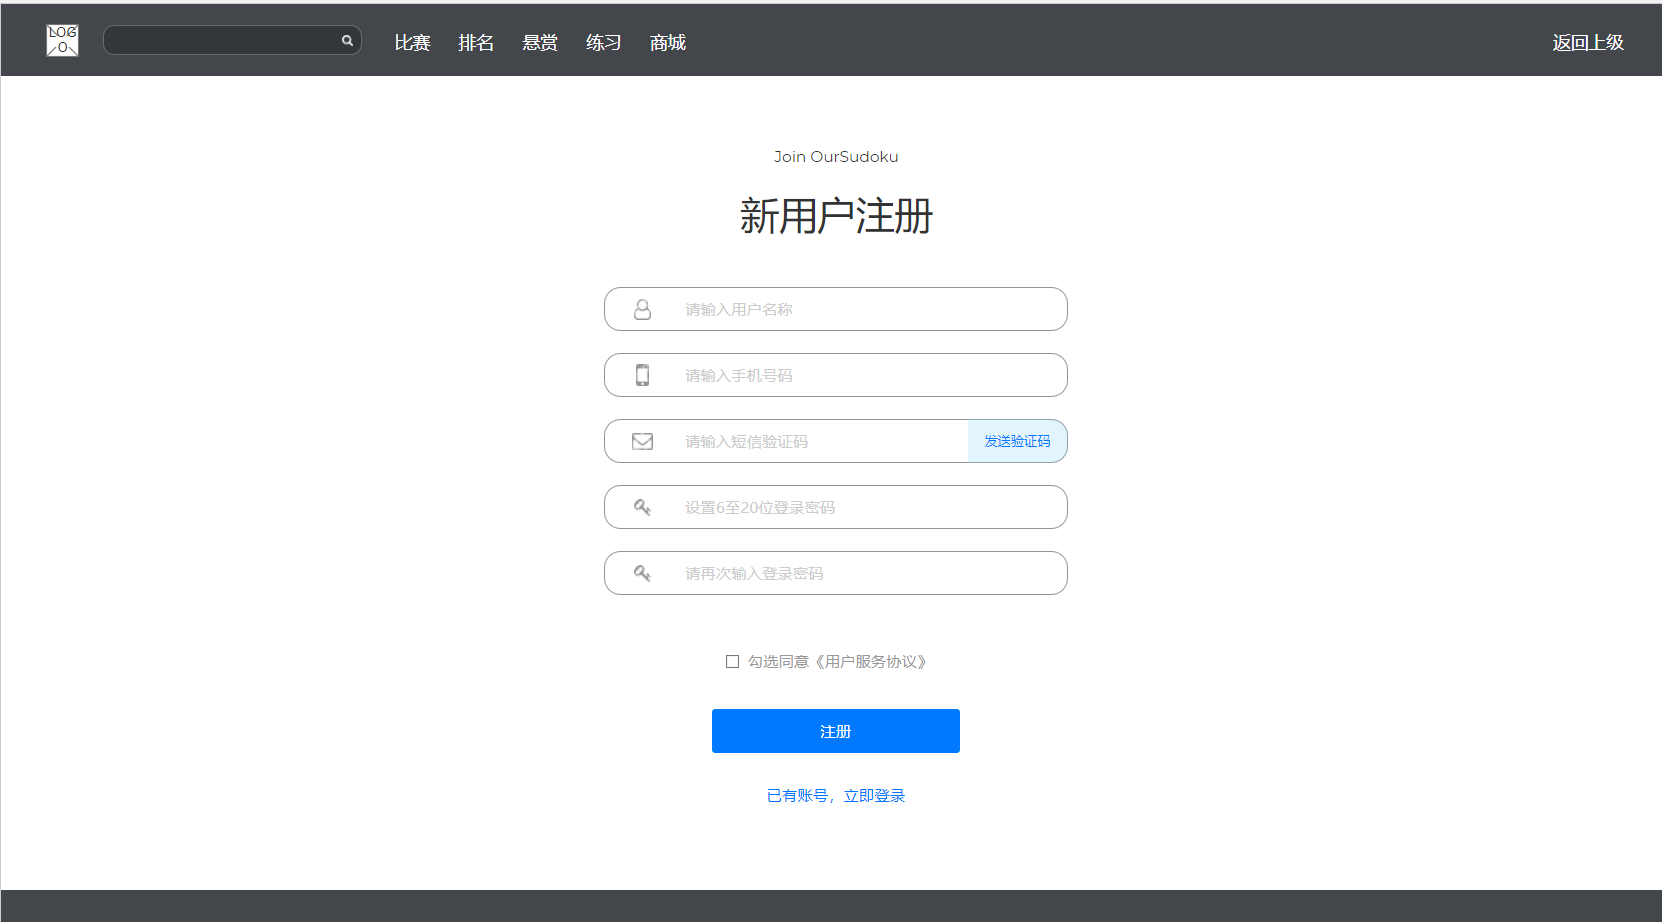 LOG
O
比赛 排名 悬赏 练习 商城 返回上级
Join OurSudoku
新用户注册
请输入用户名称
请输入手机号码
请输入短信验证码 发送验证码
设置6至20位登录密码
请再次输入登录密码
勾选同意《用户服务协议》
注册
已有账号，立即登录